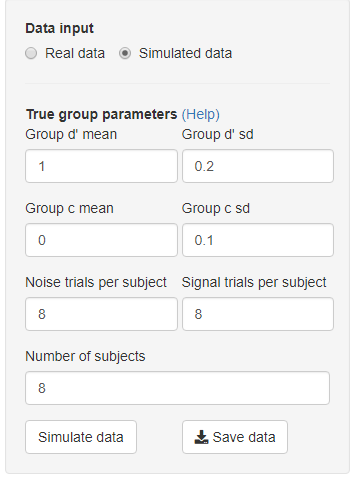 Data input
Real data Simulated data
True group parameters (Help)
Group d' mean Group d' sd
1 0.2
Group c mean Group c sd
0 0.1
Noise trials per subject Signal trials per subject
8 8
Number of subjects
8
Simulate data Save data